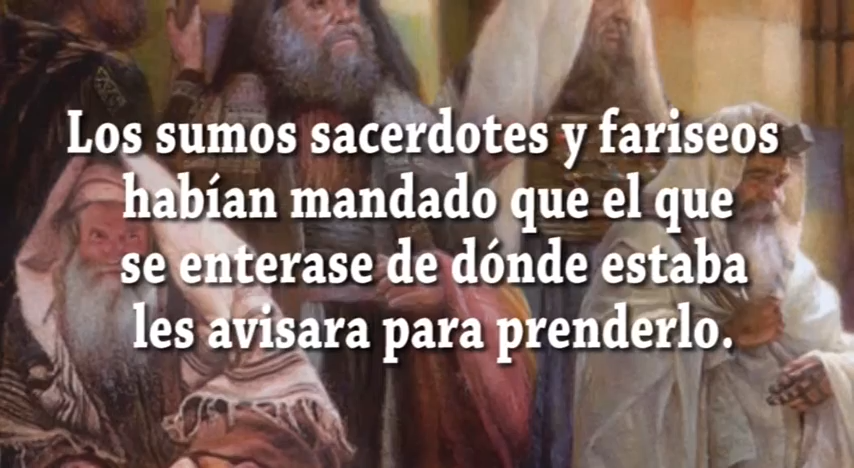 Los sumos sacerdotes y fariseos
habían mandado que el que
se enterase de dónde estaba
les avisara para prenderlo.